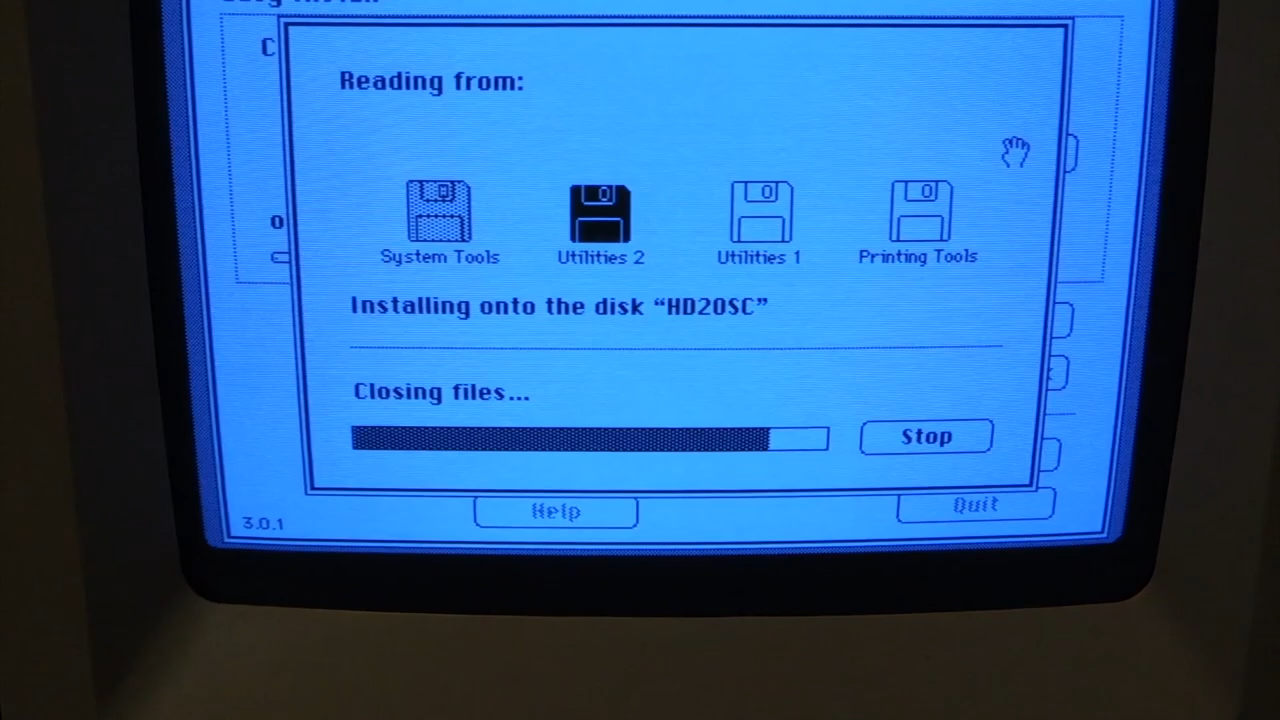 Reading from:
System Tools
Utilities 2
Utilities 1
Printing Tools
Installing onto the disk “HD20SC”
Closing files...
Stop
Help
Quit
3.0.1